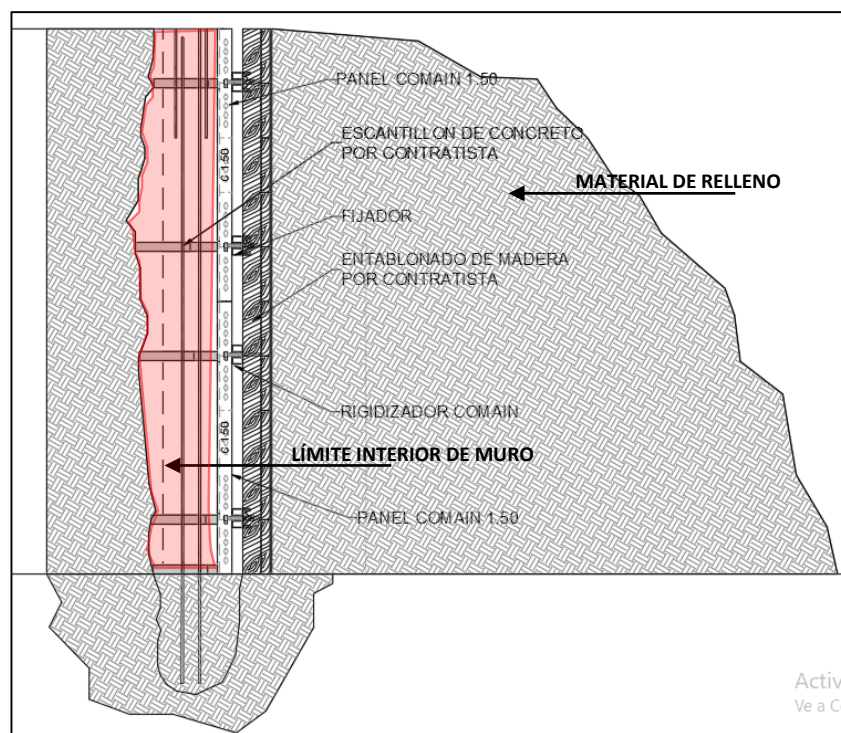 PANEL COMAIN 1.50
ESCANTILLON DE CONCRETO
POR CONTRATISTA
C-1.50
MATERIAL DE RELLENO
FIJADOR
ENTABLONADO DE MADERA
POR CONTRATISTA
RIGIDIZADOR COMAIN
C-1.50
LÍMITE INTERIOR DE MURO
PANEL COMAIN 1.50
Activ
Ve a C